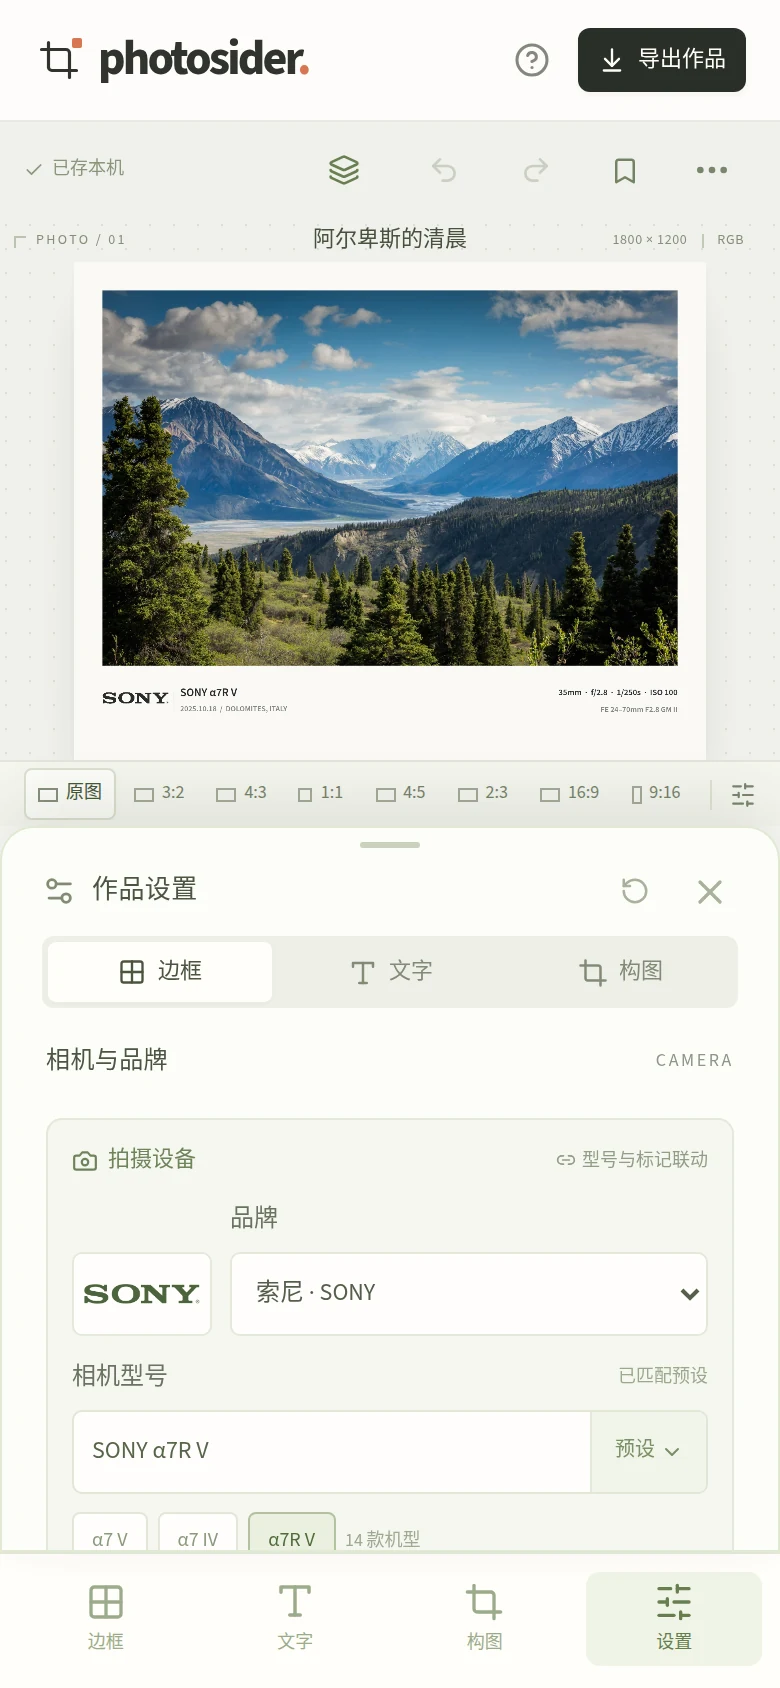 photosider.
导出作品
已存本机
PHOTO / 01
阿尔卑斯的清晨
1800 × 1200 | RGB
SONY
SONY α7R V
2025.10.18 / DOLOMITES, ITALY
35mm · f/2.8 · 1/250s · ISO 100
FE 24-70mm F2.8 GM II
原图
3:2
4:3
1:1
4:5
2:3
16:9
9:16
作品设置
边框
文字
构图
相机与品牌
CAMERA
拍摄设备
型号与标记联动
品牌
SONY
索尼 · SONY
相机型号
已匹配预设
SONY α7R V
预设
α7 V
α7 IV
α7R V
14 款机型
边框
文字
构图
设置